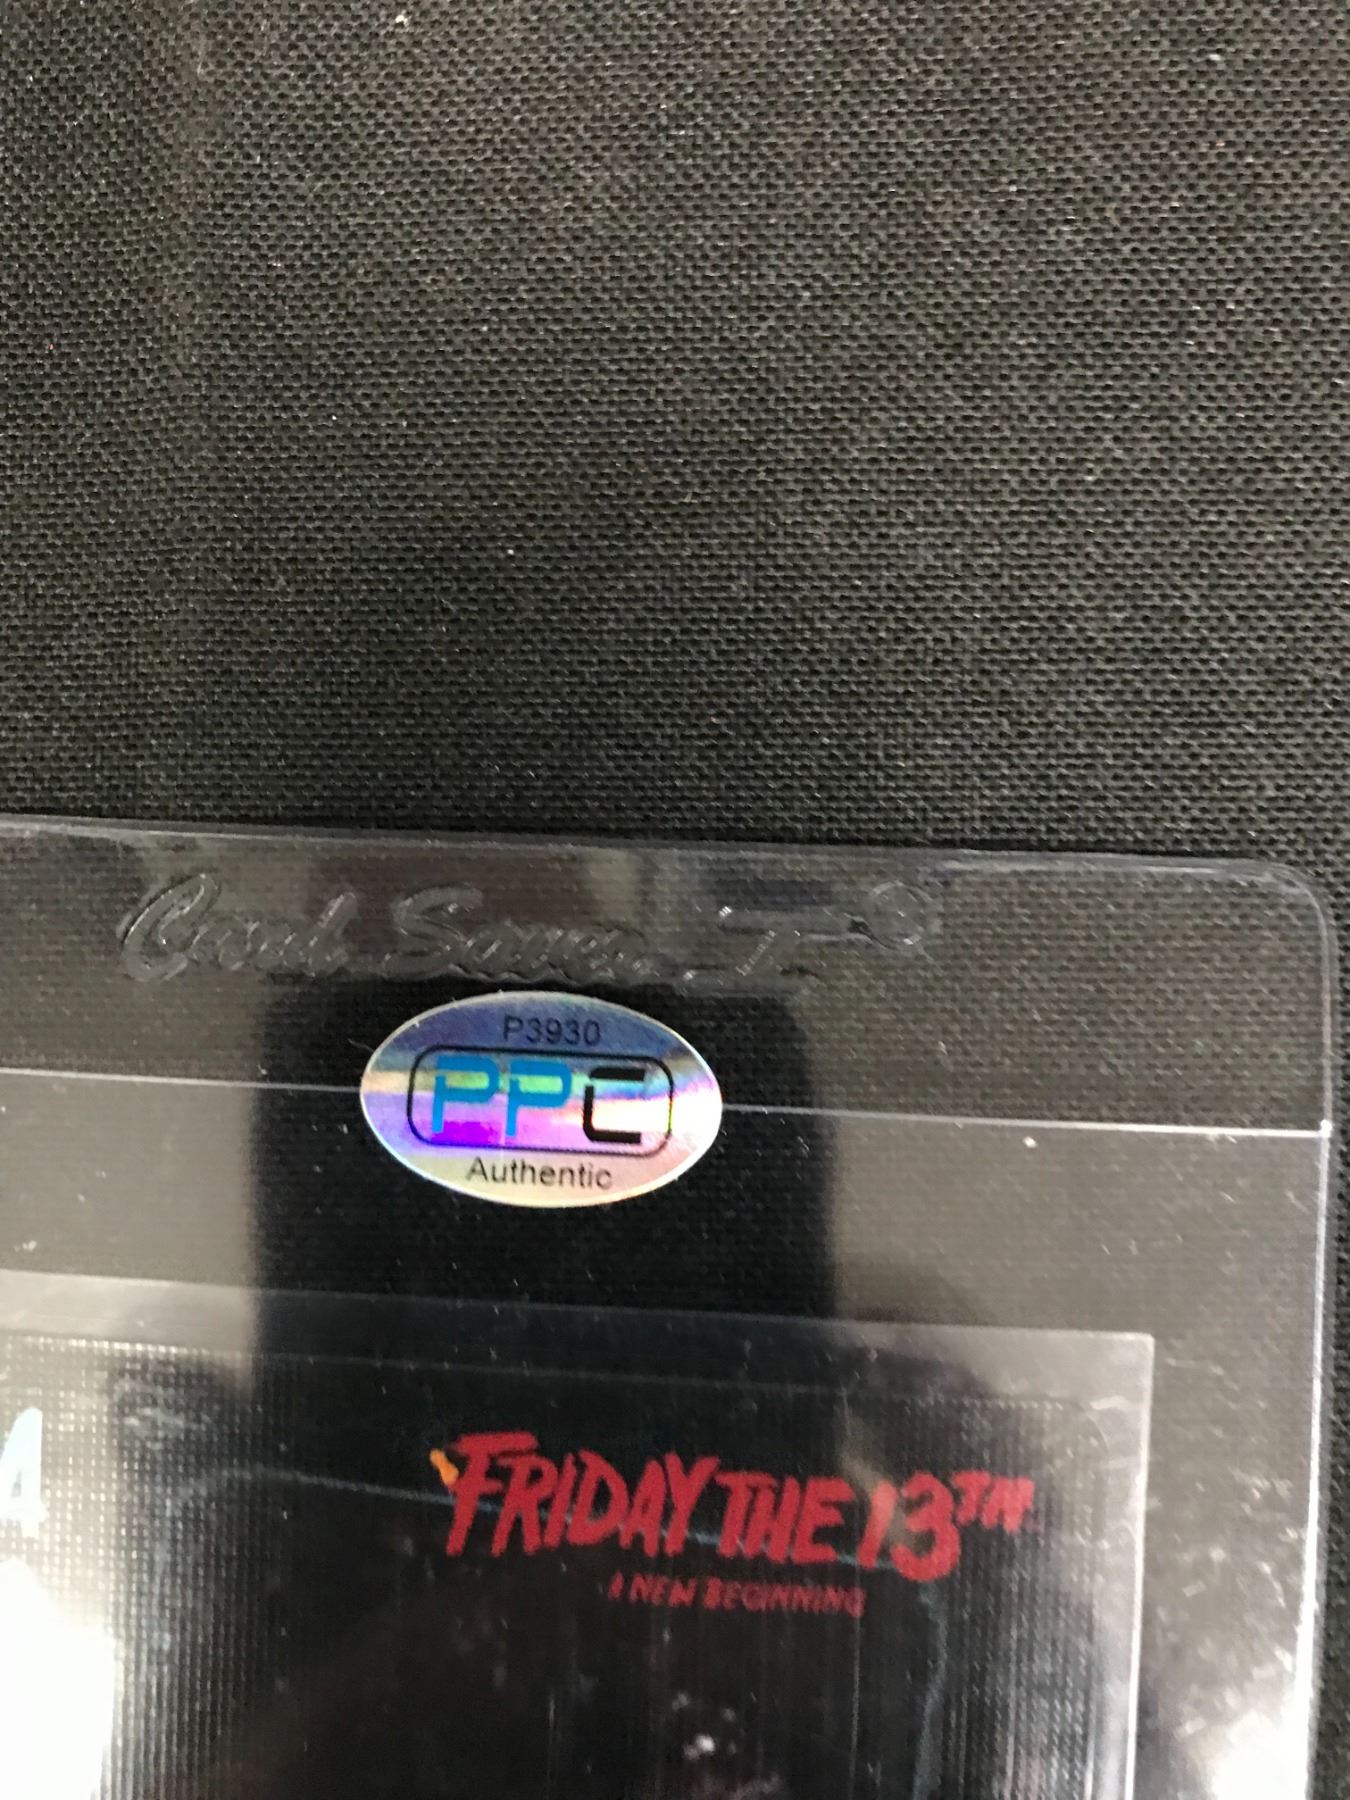 Card Saver I ®
P3930
PPC
Authentic
A
FRIDAY THE 13TH
A NEW BEGINNING